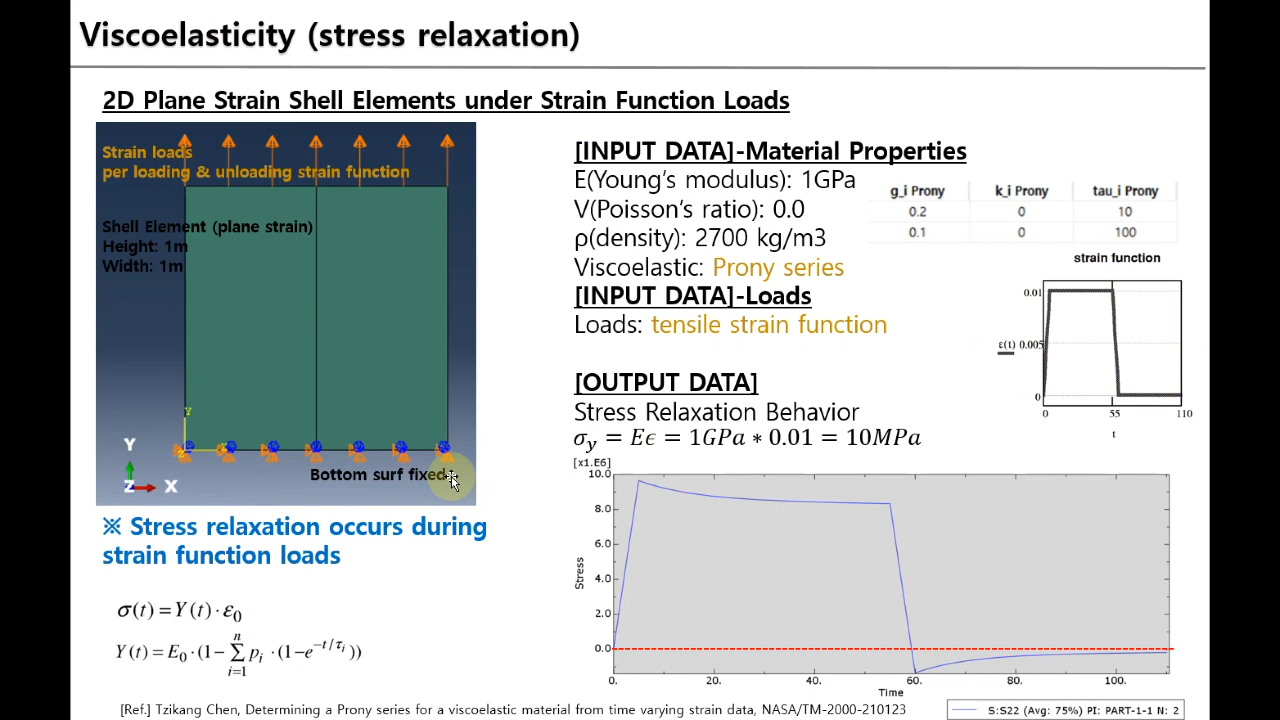 Viscoelasticity (stress relaxation)
2D Plane Strain Shell Elements under Strain Function Loads
Strain loads
per loading & unloading strain function
Shell Element (plane strain)
Height: 1m
Width: 1m
Y
Y
Z X
Bottom surf fixed
※ Stress relaxation occurs during
strain function loads
σ(t) = Y(t) · ε₀
Y(t) = E₀ · (1− ∑ⁿᵢ₌₁ pᵢ · (1−e^(−t/τᵢ)))
[INPUT DATA]-Material Properties
E(Young's modulus): 1GPa
V(Poisson's ratio): 0.0
ρ(density): 2700 kg/m3
Viscoelastic: Prony series
g_i Prony k_i Prony tau_i Prony
0.2 0 10
0.1 0 100
[INPUT DATA]-Loads
Loads: tensile strain function
strain function
0.01
ε(t) 0.005
0
0 55 110
t
[OUTPUT DATA]
Stress Relaxation Behavior
σ_y = Eϵ = 1GPa ∗ 0.01 = 10MPa
[x1.E6]
10.0
8.0
6.0
Stress
4.0
2.0
0.0
0. 20. 40. 60. 80. 100.
Time
S:S22 (Avg: 75%) PI: PART-1-1 N: 2
[Ref.] Tzikang Chen, Determining a Prony series for a viscoelastic material from time varying strain data, NASA/TM-2000-210123